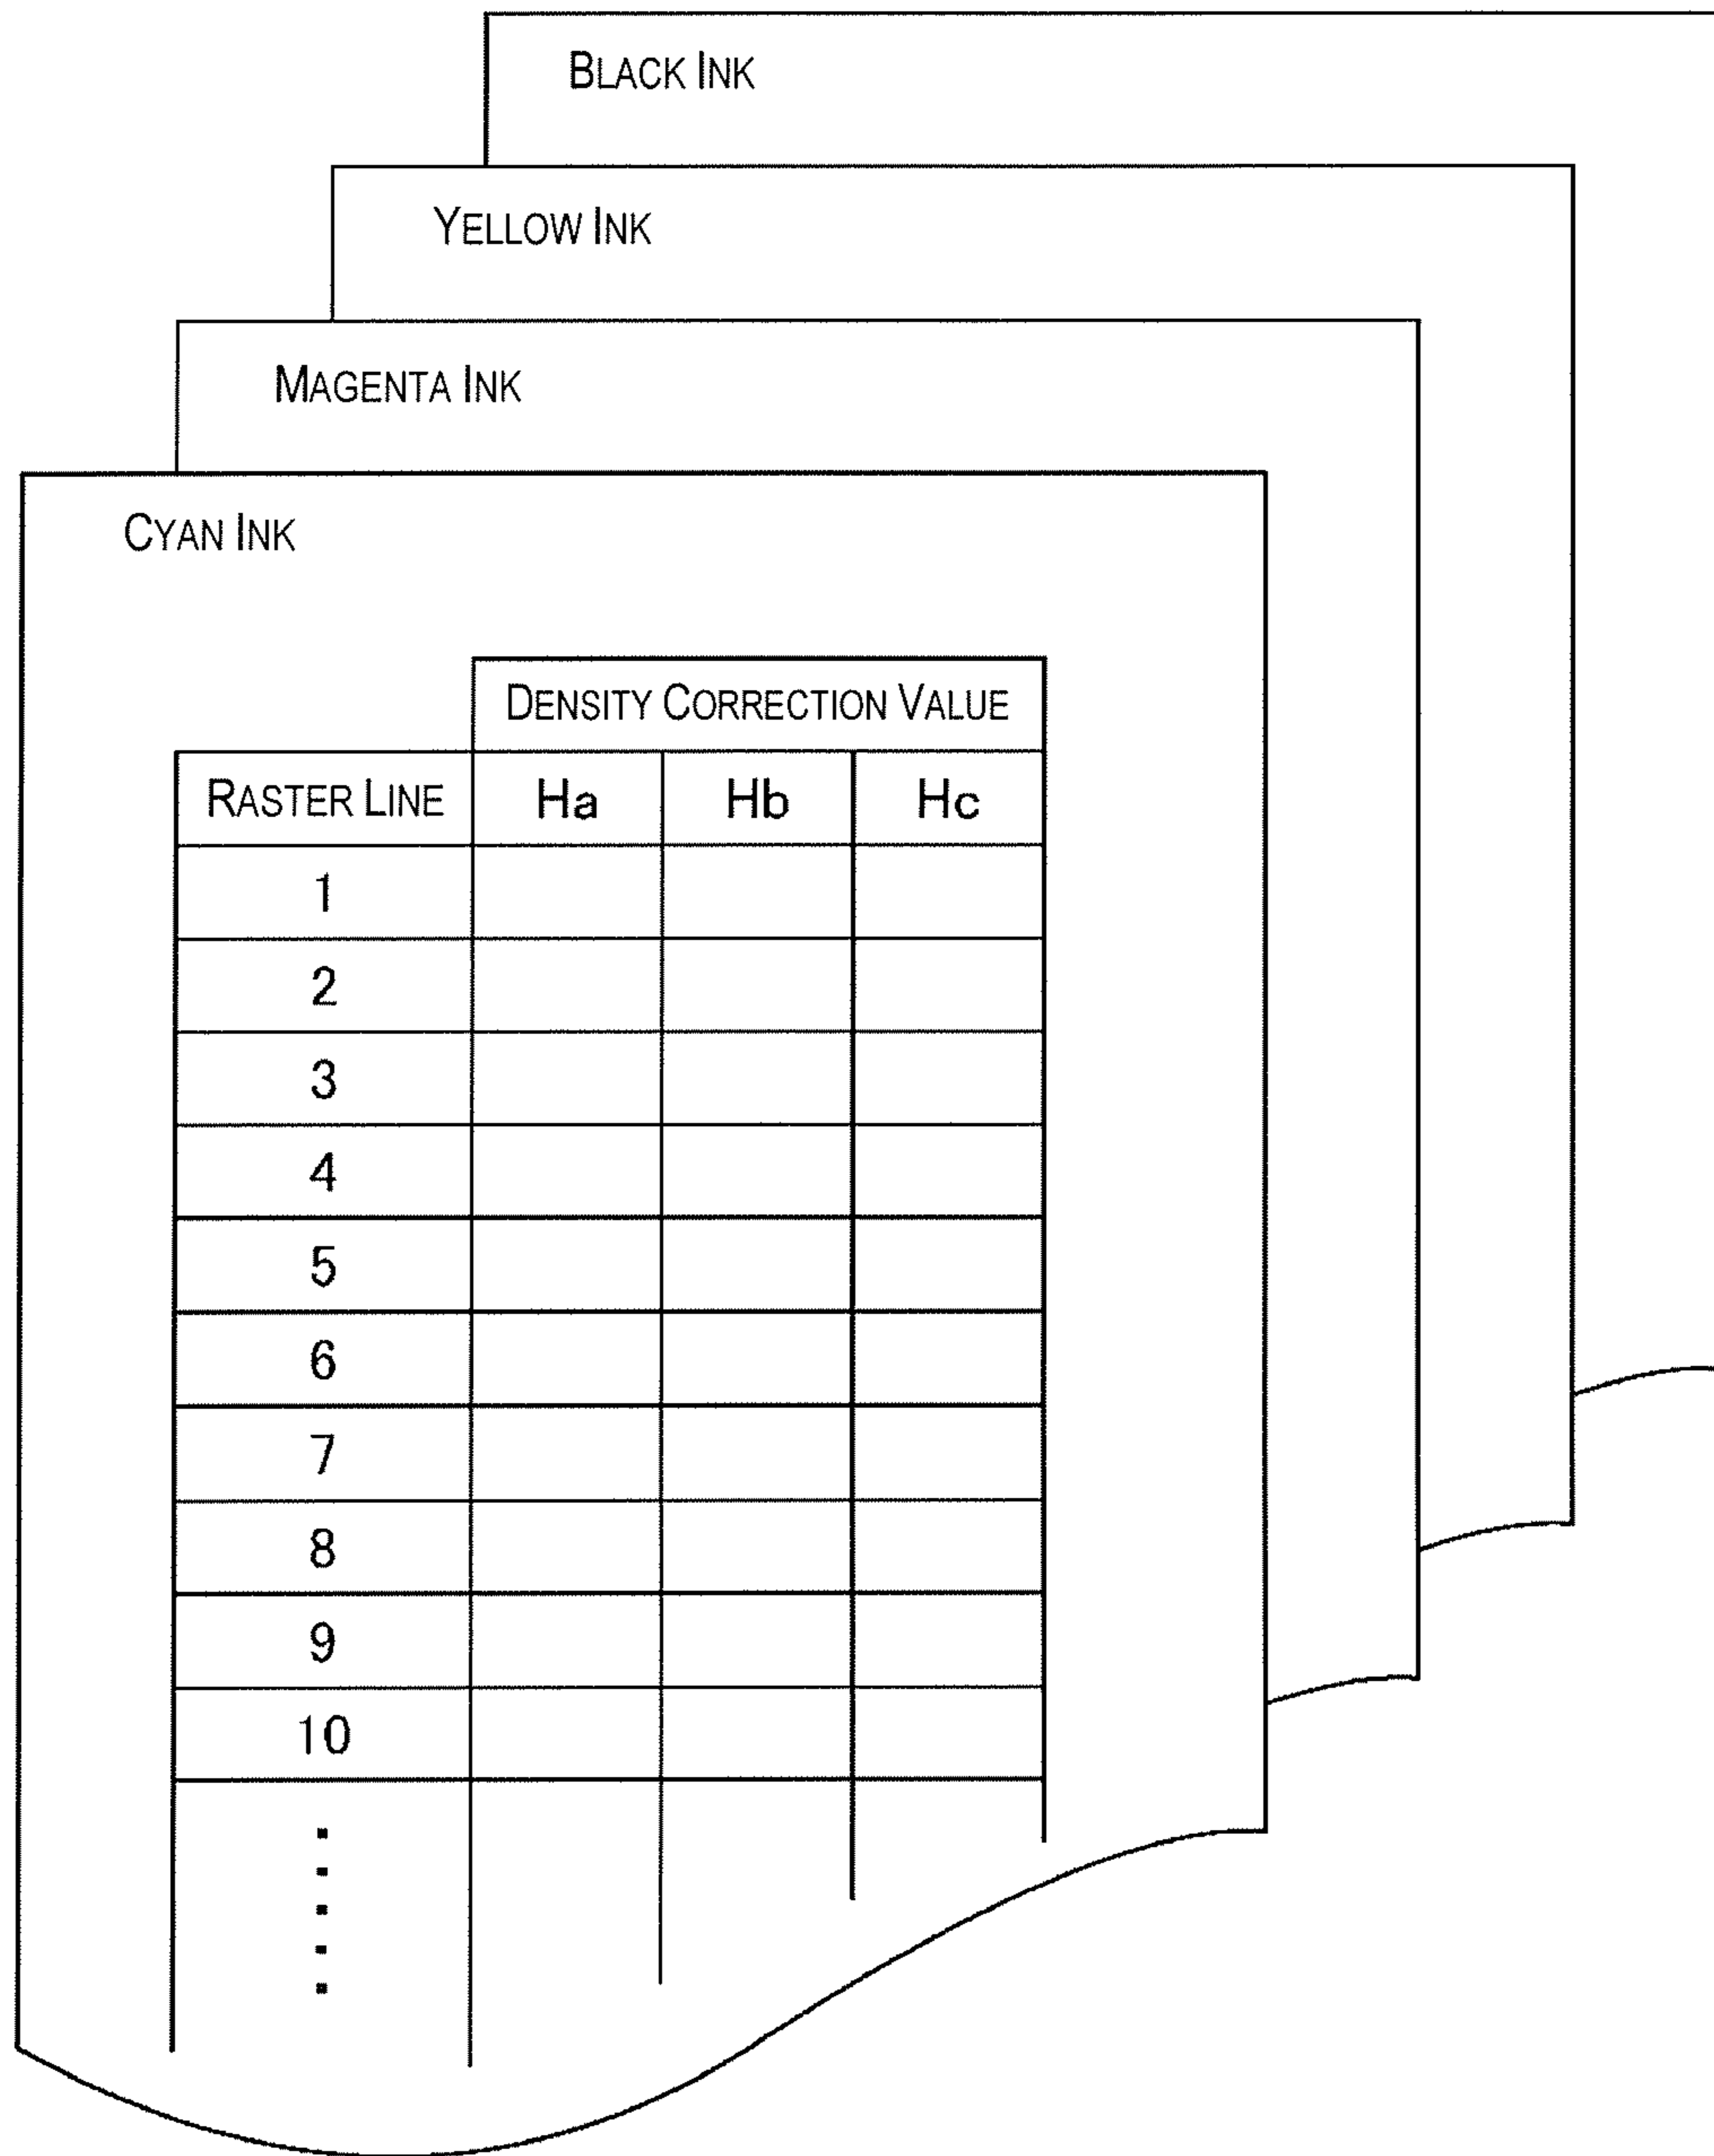 BLACK INK
YELLOW INK
MAGENTA INK
CYAN INK
DENSITY CORRECTION VALUE
RASTER LINE Ha Hb Hc
1
2
3
4
5
6
7
8
9
10